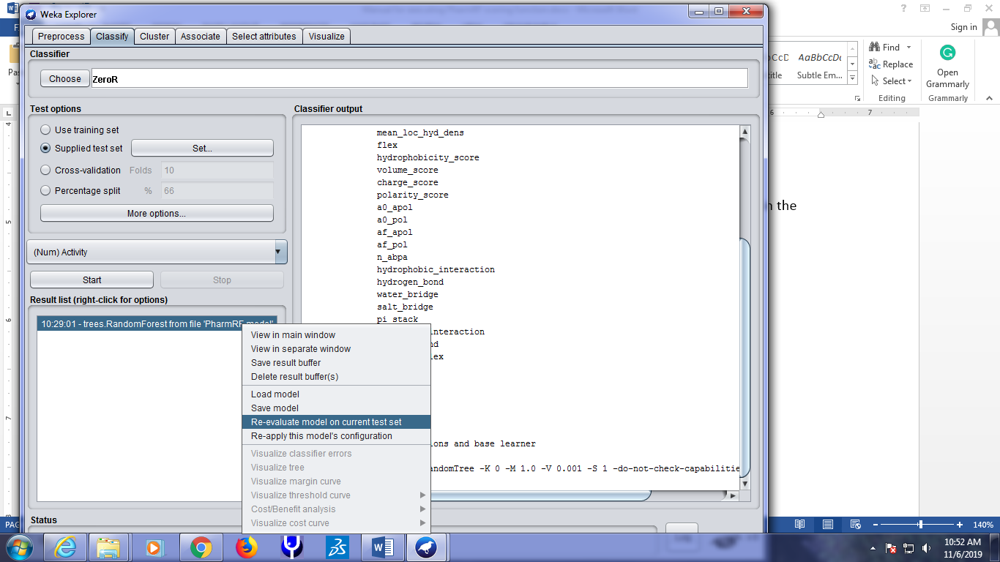 Weka Explorer
Sign in
Preprocess Classify Cluster Associate Select attributes Visualize
Classifier
Choose ZeroR
Test options
Use training set
Supplied test set Set...
Cross-validation Folds 10
Percentage split % 66
More options...
(Num) Activity
Start Stop
Result list (right-click for options)
10:29:01 - trees.RandomForest from file 'PharmRF.model'
View in main window
View in separate window
Save result buffer
Delete result buffer(s)
Load model
Save model
Re-evaluate model on current test set
Re-apply this model's configuration
Visualize classifier errors
Visualize tree
Visualize margin curve
Visualize threshold curve
Cost/Benefit analysis
Visualize cost curve
Classifier output
mean_loc_hyd_dens
flex
hydrophobicity_score
volume_score
charge_score
polarity_score
a0_apol
a0_pol
af_apol
af_pol
n_abpa
hydrophobic_interaction
hydrogen_bond
water_bridge
salt_bridge
pi_stack
interaction
nd
lex
ions and base learner
andomTree -K 0 -M 1.0 -V 0.001 -S 1 -do-not-check-capabilitie
Status
Find
Replace
Select
Editing
Open
Grammarly
Grammarly
AaBbCcDc
Subtle Em...
6 7
the
4
5
6
7
140%
10:52 AM
11/6/2019